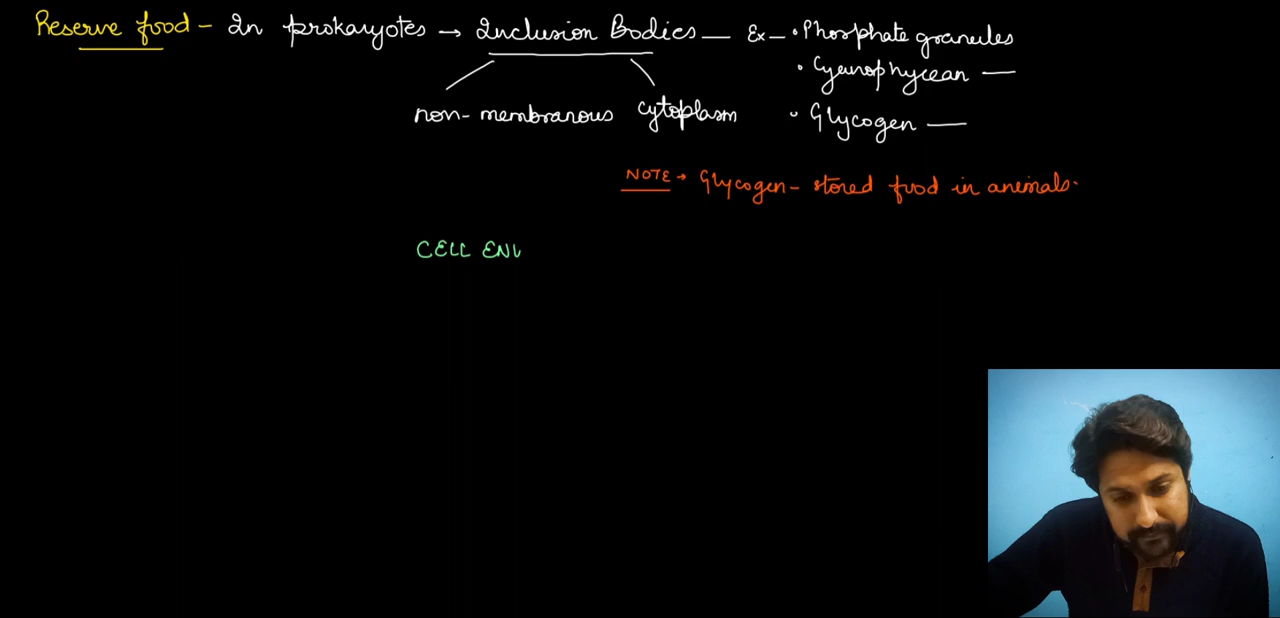 Reserve food - In prokaryotes → Inclusion Bodies — Ex - • Phosphate granules
• Cyanophycean —
non-membranous cytoplasm • Glycogen —
NOTE → Glycogen - stored food in animals.
CELL ENV